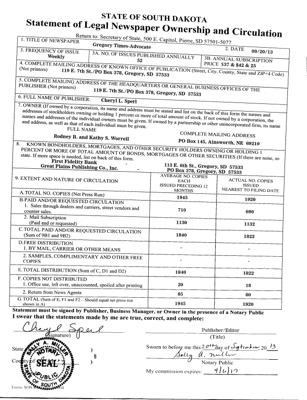 STATE OF SOUTH DAKOTA
Statement of Legal Newspaper Ownership and Circulation
Return to: Secretary of State, 500 E. Capitol, Pierre, SD 57501-5077
1. TITLE OF NEWSPAPER
Gregory Times-Advocate
2. DATE
09/20/13
3. FREQUENCY OF ISSUE
Weekly
3A. NO. OF ISSUES PUBLISHED ANNUALLY
52
3B. ANNUAL SUBSCRIPTION
PRICE $37 & $42 & 25
4. COMPLETE MAILING ADDRESS OF KNOWN OFFICE OF PUBLICATION (Street, City, County, State and ZIP+4 Code)
(Not printers)
119 E. 7th St./PO Box 378, Gregory, SD 57533
5. COMPLETE MAILING ADDRESS OF THE HEADQUARTERS OF GENERAL BUSINESS OFFICES OF THE
PUBLISHER (Not printers)
119 E. 7th St./PO Box 378, Gregory, SD 57533
6. FULL NAME OF PUBLISHER:
Cheryl L. Sperl
7. OWNER (If owned by a corporation, its name and address must be stated and list on the back of this form the names and
addresses of stockholders owning or holding 1 percent or more of total amount of stock. If not owned by a corporation, the
names and addresses of the individual owners must be given. If owned by a partnership or other unincorporated firm, its name
and address, as well as that of each individual must be given.
FULL NAME
COMPLETE MAILING ADDRESS
Rodney B. and Kathy S. Worrell
PO Box 145, Ainsworth, NE 69210
8. KNOWN BONDHOLDERS, MORTGAGES, AND OTHER SECURITY HOLDERS OWNING OR HOLDING 1
PERCENT OR MORE OF TOTAL AMOUNT OF BONDS, MORTGAGES OR OTHER SECURITIES (If there are none, so
state. If more space is needed, list on back of this form.
First Fidelity Bank
113 E. 6th St., Gregory, SD 57533
Great Plains Publishing Co., Inc.
PO Box 378, Gregory, SD 57533
9. EXTENT AND NATURE OF CIRCULATION
AVERAGE NO. COPIES
EACH
ISSUED PRECEDING 12
MONTHS
ACTUAL NO. COPIES
ISSUED
NEAREST TO FILING DATE
A. TOTAL NO. COPIES (Net Press Run)
1945
1920
B. PAID AND/OR REQUESTED CIRCULATION
1. Sales through dealers and carriers, street vendors and
counter sales.
710
690
2. Mail Subscription
(Paid and or requested)
1130
1132
C. TOTAL PAID AND/OR REQUESTED CIRCULATION
(Sum of 9B1 and 9B2)
1840
1822
D. FREE DISTRIBUTION
1. BY MAIL, CARRIER OR OTHER MEANS
-
-
2. SAMPLES, COMPLIMENTARY AND OTHER FREE
COPIES
-
-
E. TOTAL DISTRIBUTION (Sum of C, D1 and D2)
1840
1822
F. COPIES NOT DISTRIBUTED
1. Office use, left over, unaccounted, spoiled after printing
20
18
2. Return from News Agents
85
80
G. TOTAL (Sum of E, F1 and F2 . Should equal net press run
shown in A)
1945
1920
Statement must be signed by Publisher, Business Manager, or Owner in the presence of a Notary Public
I swear that the statements made by me are true, correct, and complete:
Cheryl Sperl
(Signature)
Publisher/Editor
(Title)
Sworn to before me this 20th day of September 20 13
Sally A. Miller
Notary Public
My commission expires:
SEAL